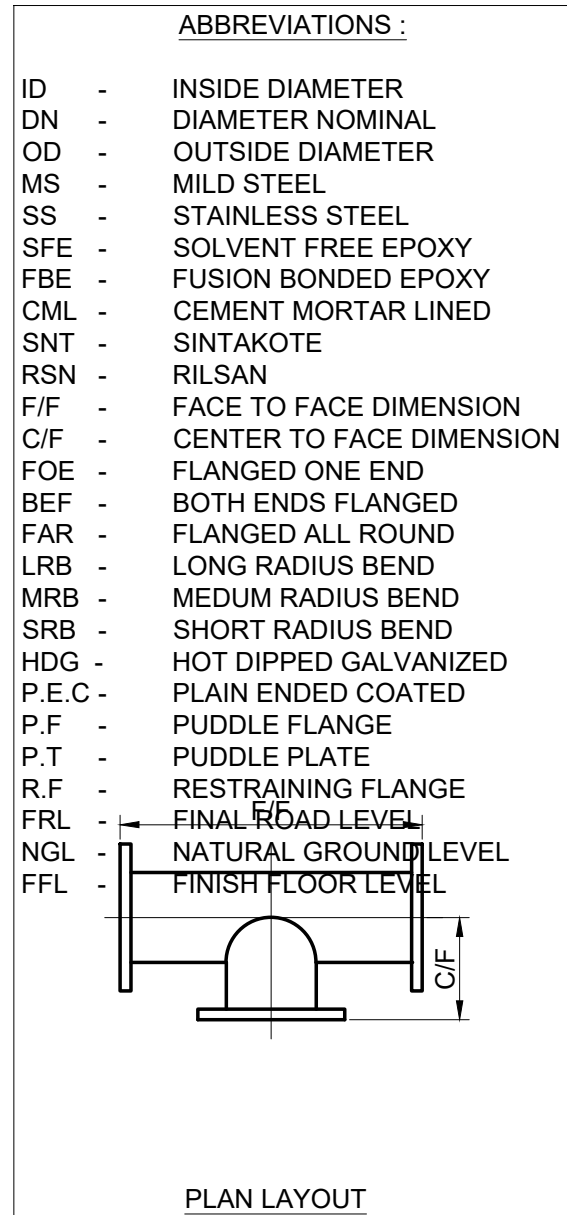 ABBREVIATIONS :
ID - INSIDE DIAMETER
DN - DIAMETER NOMINAL
OD - OUTSIDE DIAMETER
MS - MILD STEEL
SS - STAINLESS STEEL
SFE - SOLVENT FREE EPOXY
FBE - FUSION BONDED EPOXY
CML - CEMENT MORTAR LINED
SNT - SINTAKOTE
RSN - RILSAN
F/F - FACE TO FACE DIMENSION
C/F - CENTER TO FACE DIMENSION
FOE - FLANGED ONE END
BEF - BOTH ENDS FLANGED
FAR - FLANGED ALL ROUND
LRB - LONG RADIUS BEND
MRB - MEDUM RADIUS BEND
SRB - SHORT RADIUS BEND
HDG - HOT DIPPED GALVANIZED
P.E.C - PLAIN ENDED COATED
P.F - PUDDLE FLANGE
P.T - PUDDLE PLATE
R.F - RESTRAINING FLANGE
F/F
FRL - FINAL ROAD LEVEL
NGL - NATURAL GROUND LEVEL
FFL - FINISH FLOOR LEVEL
C/F
PLAN LAYOUT